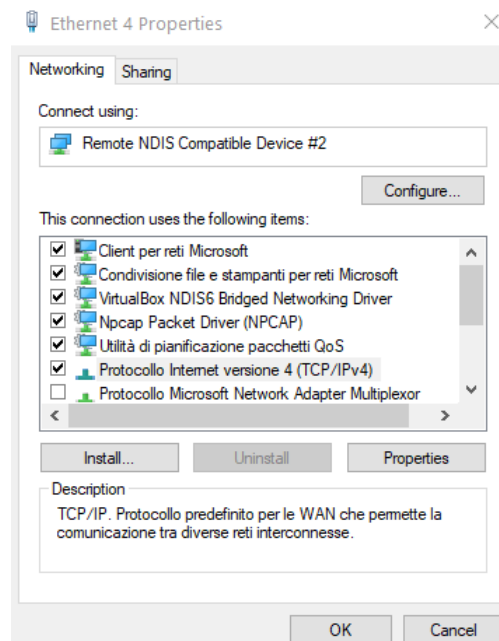 Ethernet 4 Properties
Networking
Sharing
Connect using:
Remote NDIS Compatible Device #2
Configure...
This connection uses the following items:
Client per reti Microsoft
Condivisione file e stampanti per reti Microsoft
VirtualBox NDIS6 Bridged Networking Driver
Npcap Packet Driver (NPCAP)
Utilità di pianificazione pacchetti QoS
Protocollo Internet versione 4 (TCP/IPv4)
Protocollo Microsoft Network Adapter Multiplexor
Install...
Uninstall
Properties
Description
TCP/IP. Protocollo predefinito per le WAN che permette la
comunicazione tra diverse reti interconnesse.
OK
Cancel